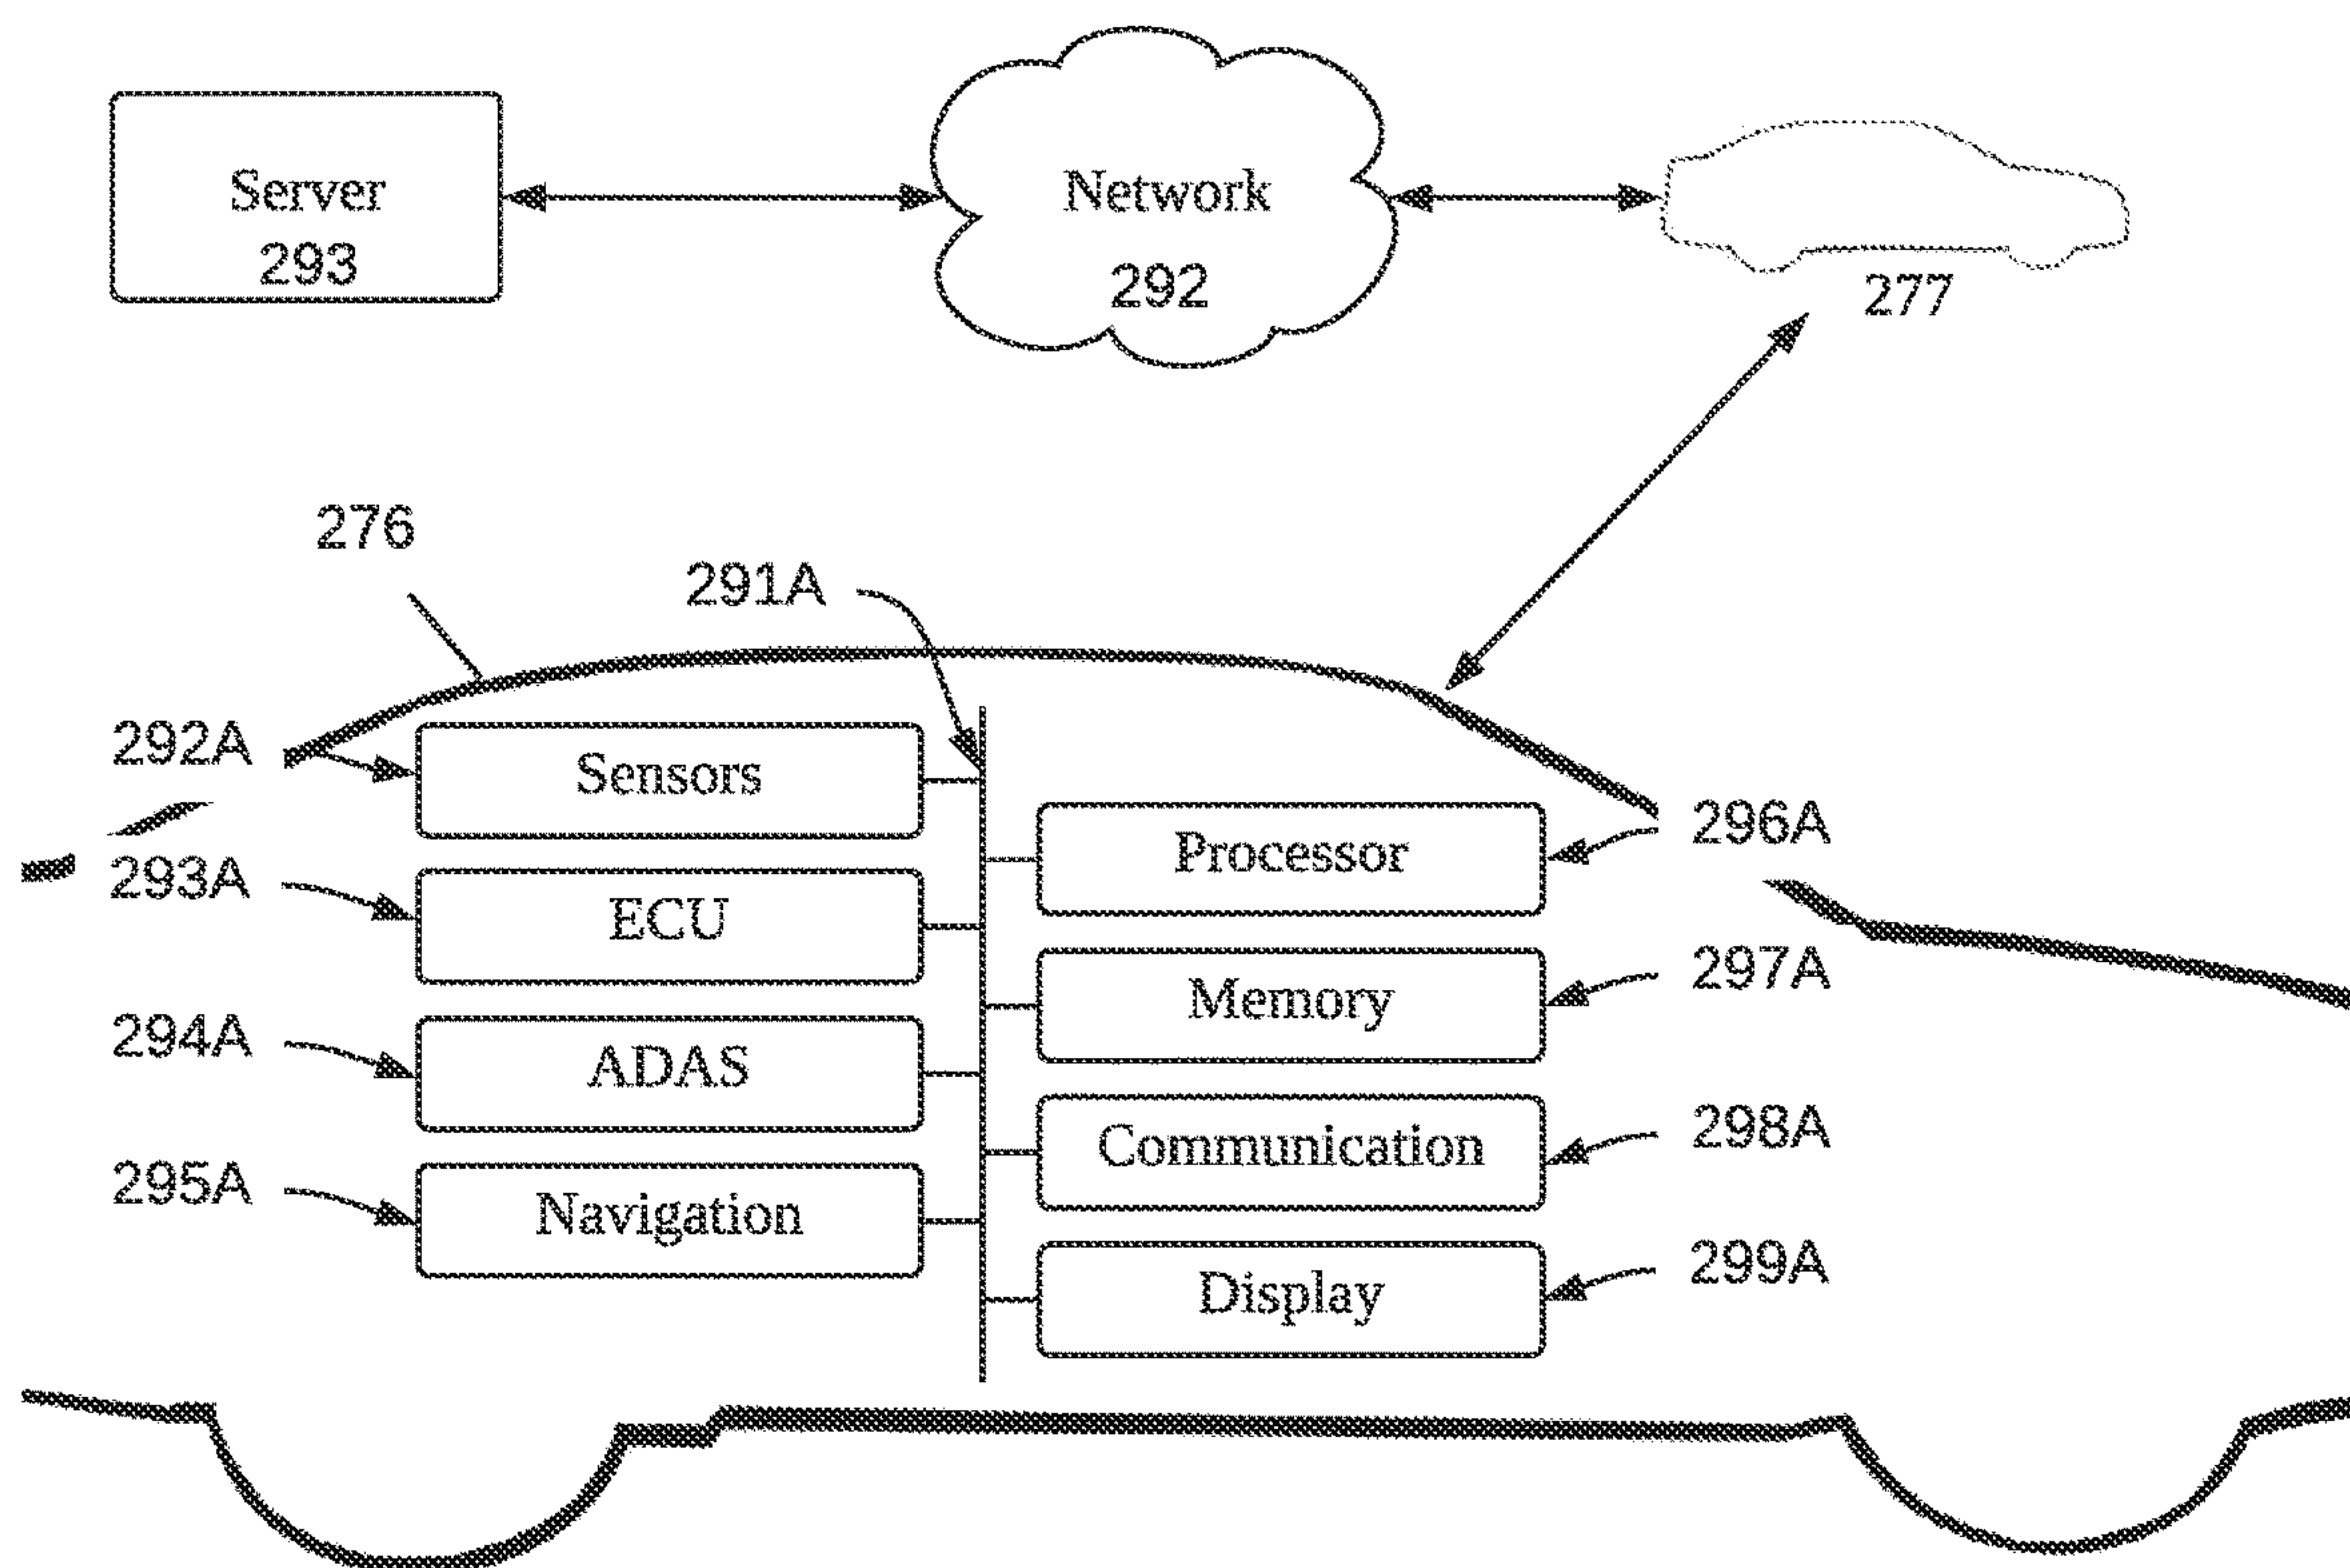 Server
293
Network
292
277
276
291A
292A
Sensors
296A
Processor
293A
ECU
297A
Memory
294A
ADAS
298A
Communication
295A
Navigation
299A
Display